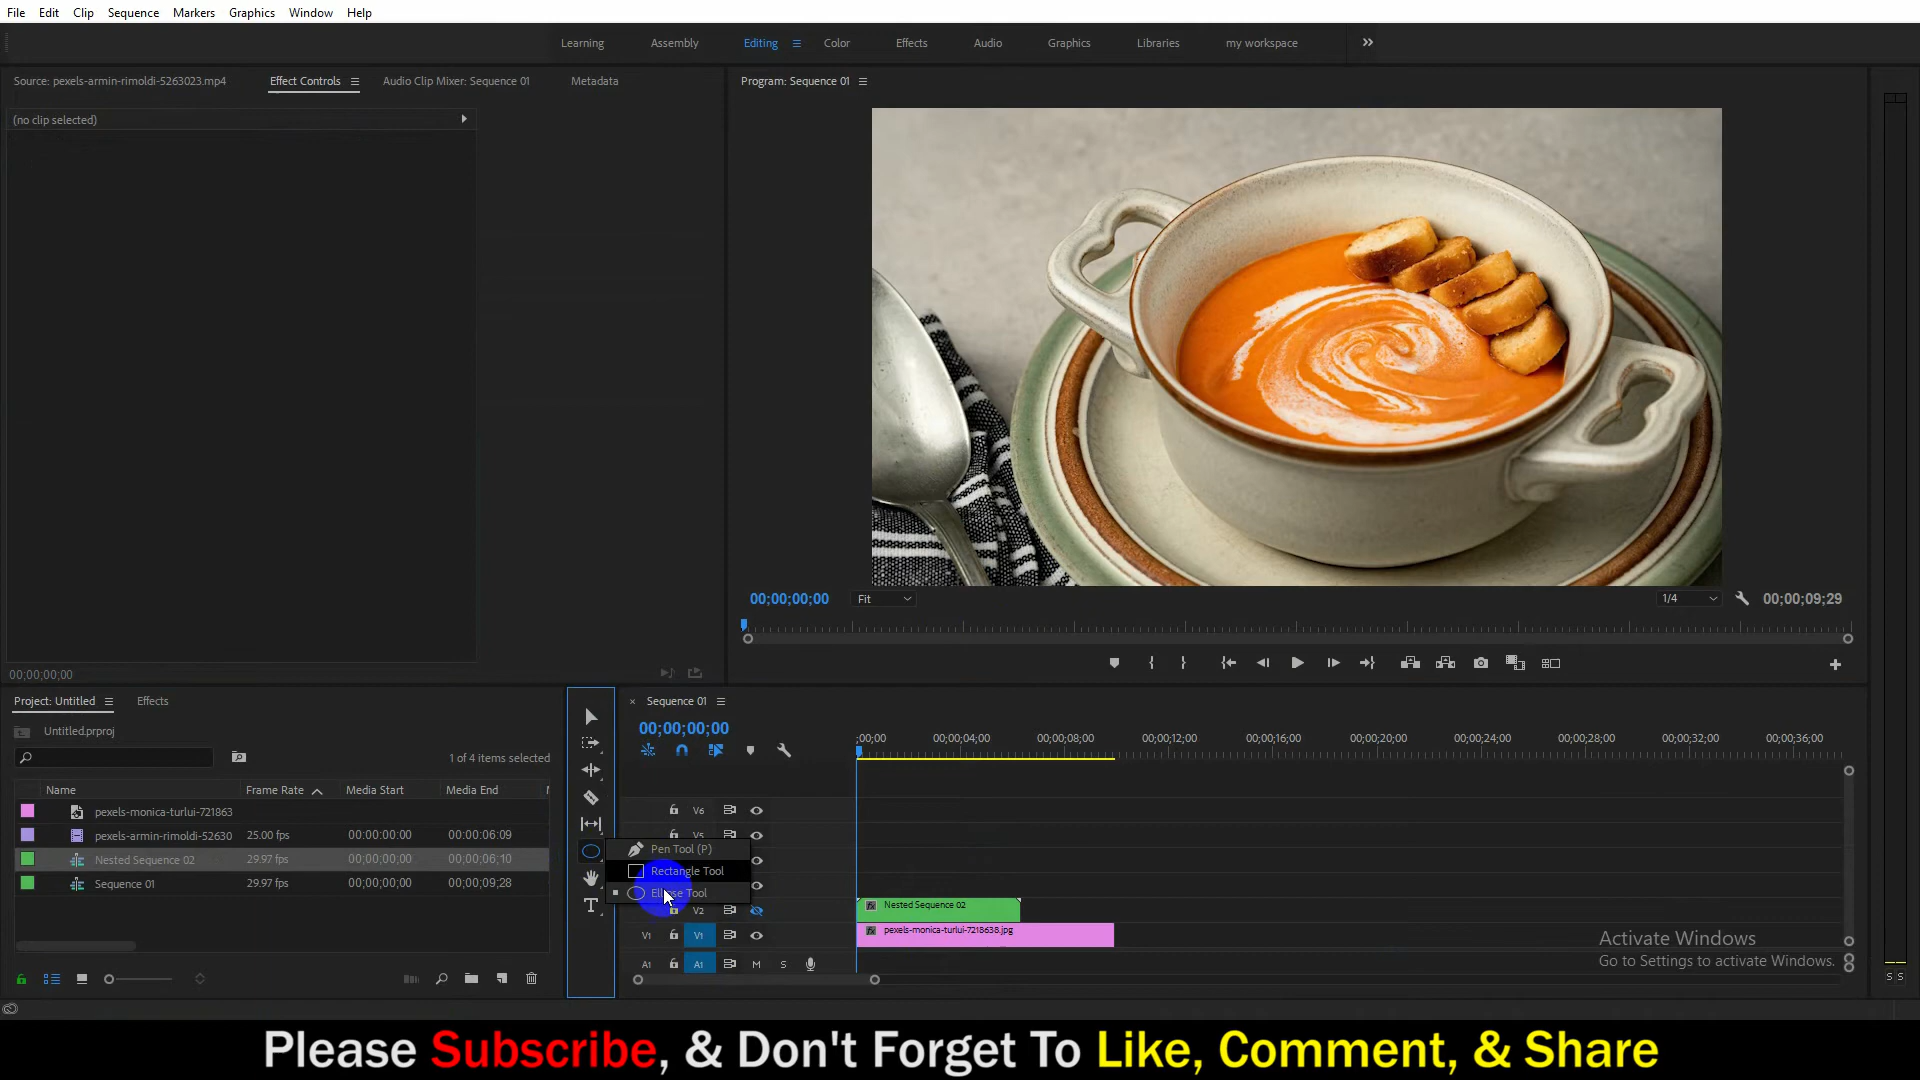 File Edit Clip Sequence Markers Graphics Window Help
Learning Assembly Editing Color Effects Audio Graphics Libraries my workspace
Source: pexels-armin-rimoldi-5263023.mp4 Effect Controls Audio Clip Mixer: Sequence 01 Metadata
Program: Sequence 01
(no clip selected)
00;00;00;00 Fit 1/4 00;00;09;29
00;00;00;00
Project: Untitled Effects
Sequence 01
Untitled.prproj
00;00;00;00
;00;00 00;00;04;00 00;00;08;00 00;00;12;00 00;00;16;00 00;00;20;00 00;00;24;00 00;00;28;00 00;00;32;00 00;00;36;00
1 of 4 items selected
Name Frame Rate Media Start Media End
pexels-monica-turlui-721863
pexels-armin-rimoldi-52630 25.00 fps 00:00:00:00 00:00:06:09
Nested Sequence 02 29.97 fps 00;00;00;00 00;00;06;10
Sequence 01 29.97 fps 00;00;00;00 00;00;09;28
V6
V5
Pen Tool (P)
Rectangle Tool
Ellipse Tool
T
V2 Nested Sequence 02
fx
V1 V1 pexels-monica-turlui-7218638.jpg
fx
A1 A1 M S
S S
Activate Windows
Go to Settings to activate Windows.
Please Subscribe, & Don't Forget To Like, Comment, & Share